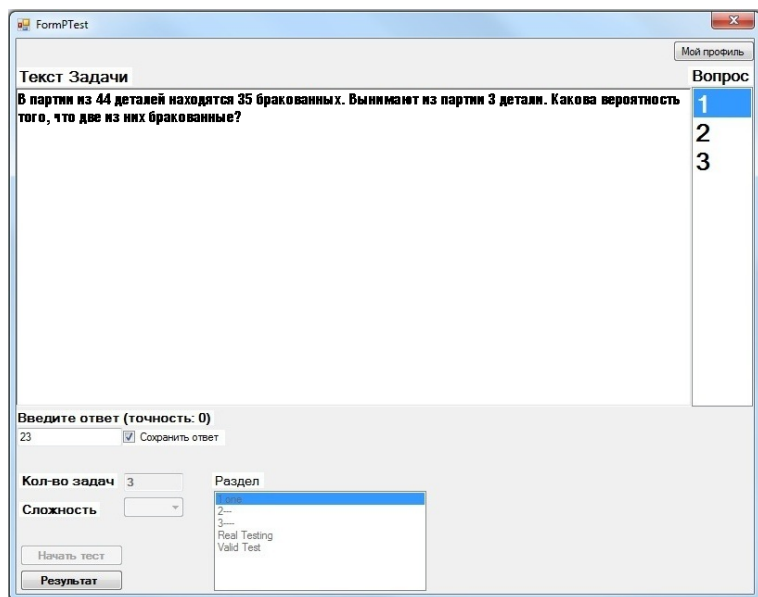 FormPTest
Мой профиль
Текст Задачи
Вопрос
В партии из 44 деталей находятся 35 бракованных. Вынимают из партии 3 детали. Какова вероятность
того, что две из них бракованные?
1
2
3
Введите ответ (точность: 0)
23
Сохранить ответ
Кол-во задач 3
Раздел
1 one
2---
3----
Real Testing
Valid Test
Сложность
Начать тест
Результат